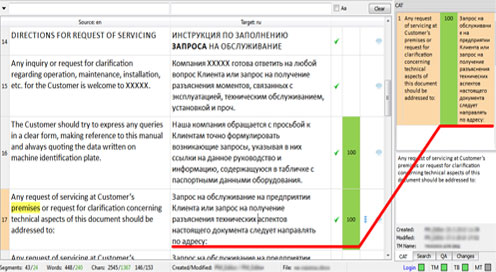 Source: en
Target: ru
Aa
Clear
CAT
14
DIRECTIONS FOR REQUEST OF SERVICING
ИНСТРУКЦИЯ ПО ЗАПОЛНЕНИЮ
ЗАПРОСА НА ОБСЛУЖИВАНИЕ
15
Any inquiry or request for clarification
regarding operation, maintenance, installation,
etc. for the Customer is welcome to XXXXX.
Компания XXXXX готова ответить на любой
вопрос Клиента или запрос на получение
разъяснения моментов, связанных с
эксплуатацией, техническим обслуживанием,
установкой и проч.
16
The Customer should try to express any queries
in a clear form, making reference to this manual
and always quoting the data written on
machine identification plate.
Наша компания обращается с просьбой к
Клиентам точно формулировать
возникающие запросы, указывая в них
ссылки на данное руководство и
информацию, содержащуюся в табличке с
паспортными данными оборудования.
100
17
Any request of servicing at Customer's
premises or request for clarification concerning
technical aspects of this document should be
addressed to:
Запрос на обслуживание на предприятии
Клиента или запрос на получение
разъяснения технических аспектов
настоящего документа следует направлять
по адресу:
100
Any request of servicing at Customer's
Запрос на обслуживание на предприятии
1
Any request
of servicing at
Customer's
premises or
request for
clarification
concerning
technical
aspects of
this
document
should be
addressed to:
100
Запрос на
обслуживани
е на
предприятии
Клиента или
запрос на
получение
разъяснения
технических
аспектов
настоящего
документа
следует
направлять
по адресу:
Any request of servicing at Customer's
premises or request for clarification concerning
technical aspects of this document should be
addressed to:
Created:
Modified:
TM Name:
CAT
Search
QA
Changes
Segments: 43/24
Words: 448/240
Chars: 2545/1387
146/153
Created/Modified:
File:
Login
TM
TB
MT